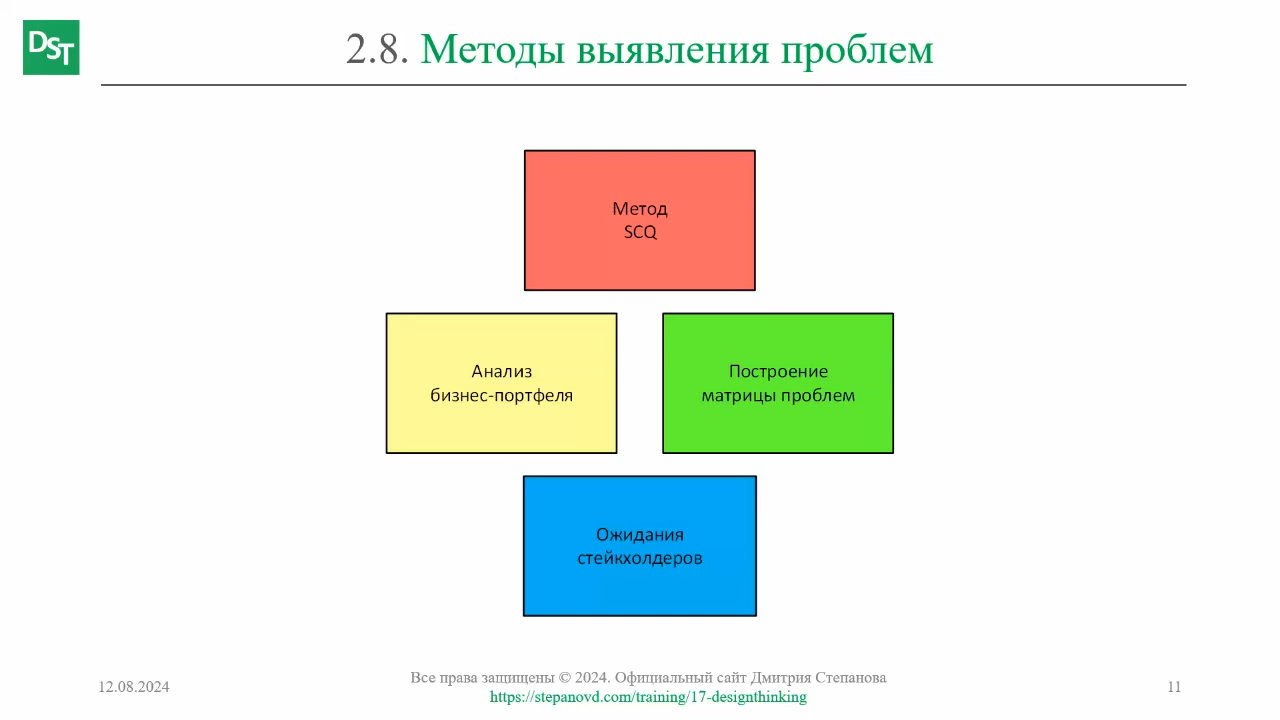 DST
2.8. Методы выявления проблем
Метод
SCQ
Анализ
бизнес-портфеля
Построение
матрицы проблем
Ожидания
стейкхолдеров
12.08.2024
Все права защищены © 2024. Официальный сайт Дмитрия Степанова
https://stepanovd.com/training/17-designthinking
11